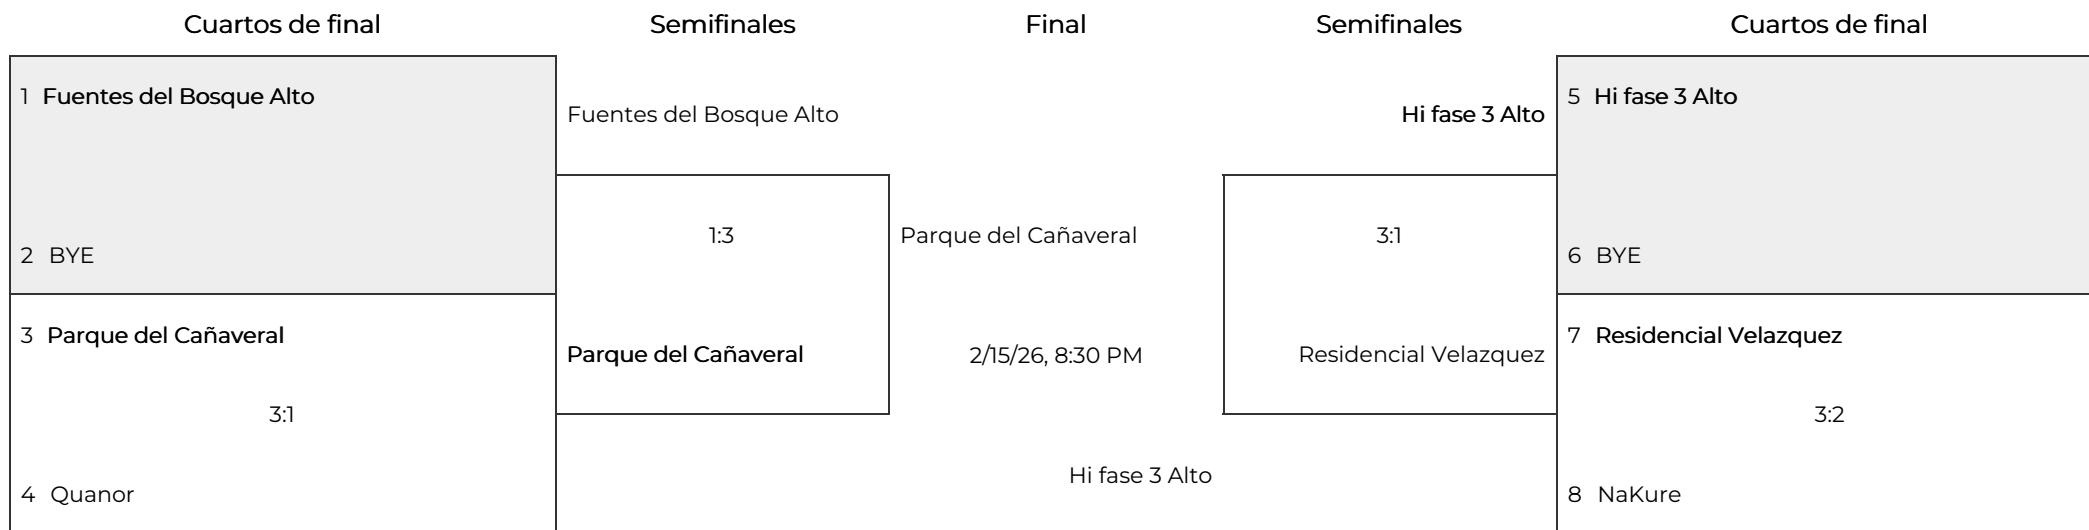 Cuartos de final
Semifinales
Final
Semifinales
Cuartos de final
1 Fuentes del Bosque Alto
2 BYE
3 Parque del Cañaveral
3:1
4 Quanor
Fuentes del Bosque Alto
1:3
Parque del Cañaveral
Parque del Cañaveral
2/15/26, 8:30 PM
Hi fase 3 Alto
Hi fase 3 Alto
3:1
Residencial Velazquez
5 Hi fase 3 Alto
6 BYE
7 Residencial Velazquez
3:2
8 NaKure